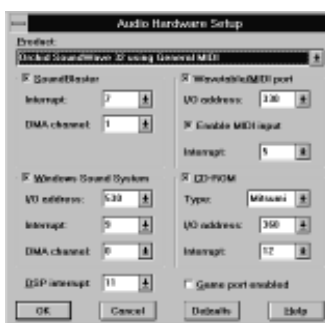 Audio Hardware Setup
Product:
Orchid SoundWave 32 using General MIDI
SoundBlaster
Interrupt: 7
DMA channel: 1
Wavetable/MIDI port
I/O address: 330
Enable MIDI input
Interrupt: 5
Windows Sound System
I/O address: 530
Interrupt: 9
DMA channel: 0
CD-ROM
Type: Mitsumi
I/O address: 360
Interrupt: 12
DSP interrupt: 11
Game port enabled
OK Cancel Defaults Help